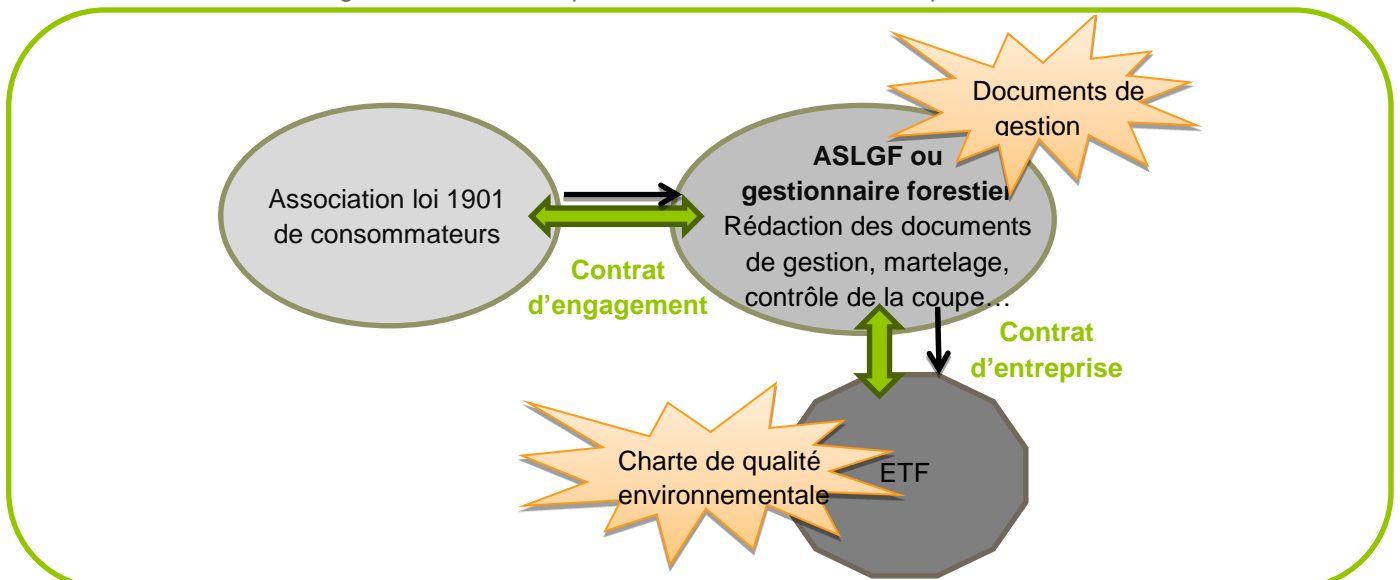 Documents de
gestion
Association loi 1901
de consommateurs
ASLGF ou
gestionnaire forestier
Rédaction des documents
de gestion, martelage,
contrôle de la coupe…
Contrat
d'engagement
Contrat
d'entreprise
Charte de qualité
environnementale
ETF